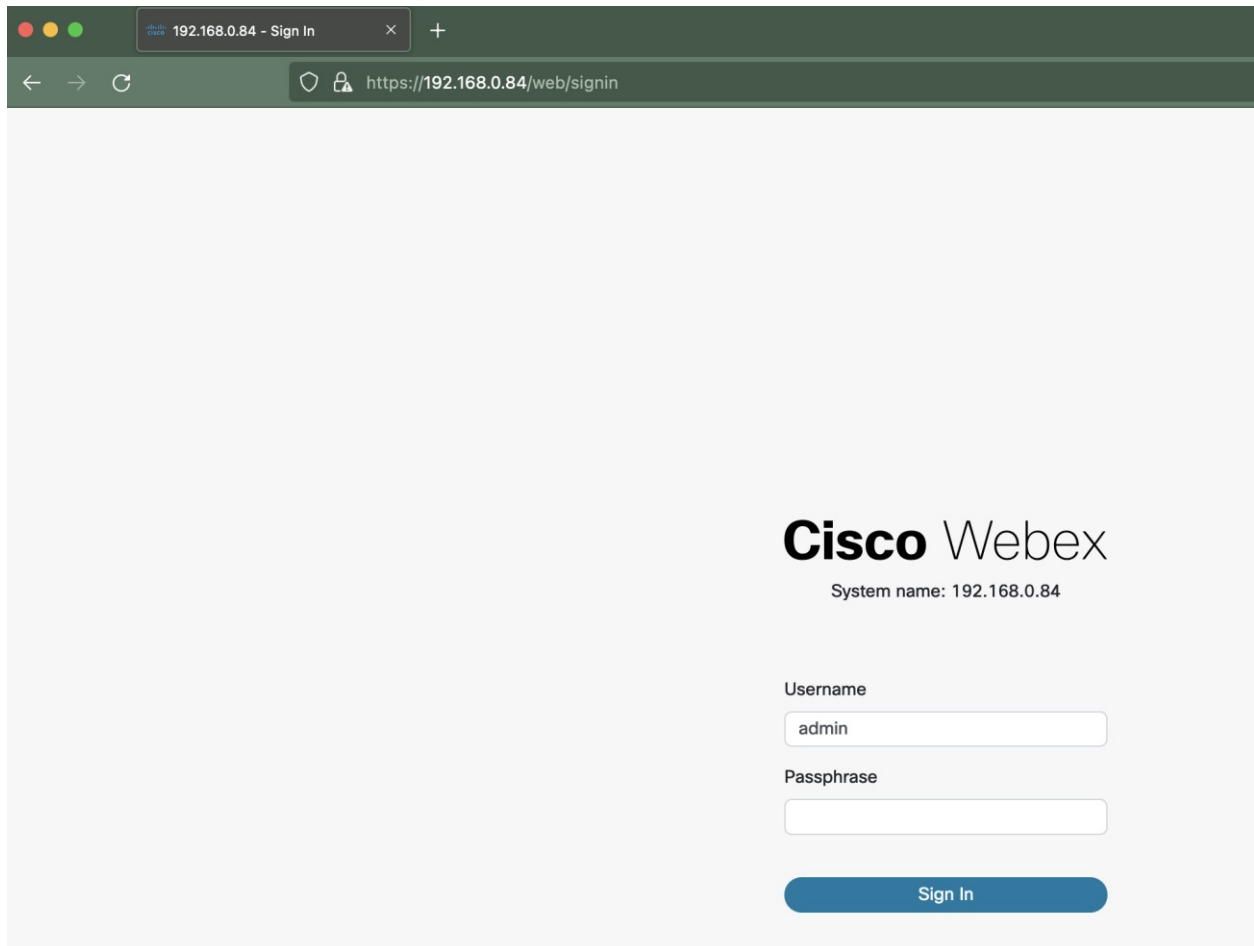 192.168.0.84 - Sign In
https://192.168.0.84/web/signin
Cisco Webex
System name: 192.168.0.84
Username
admin
Passphrase
Sign In